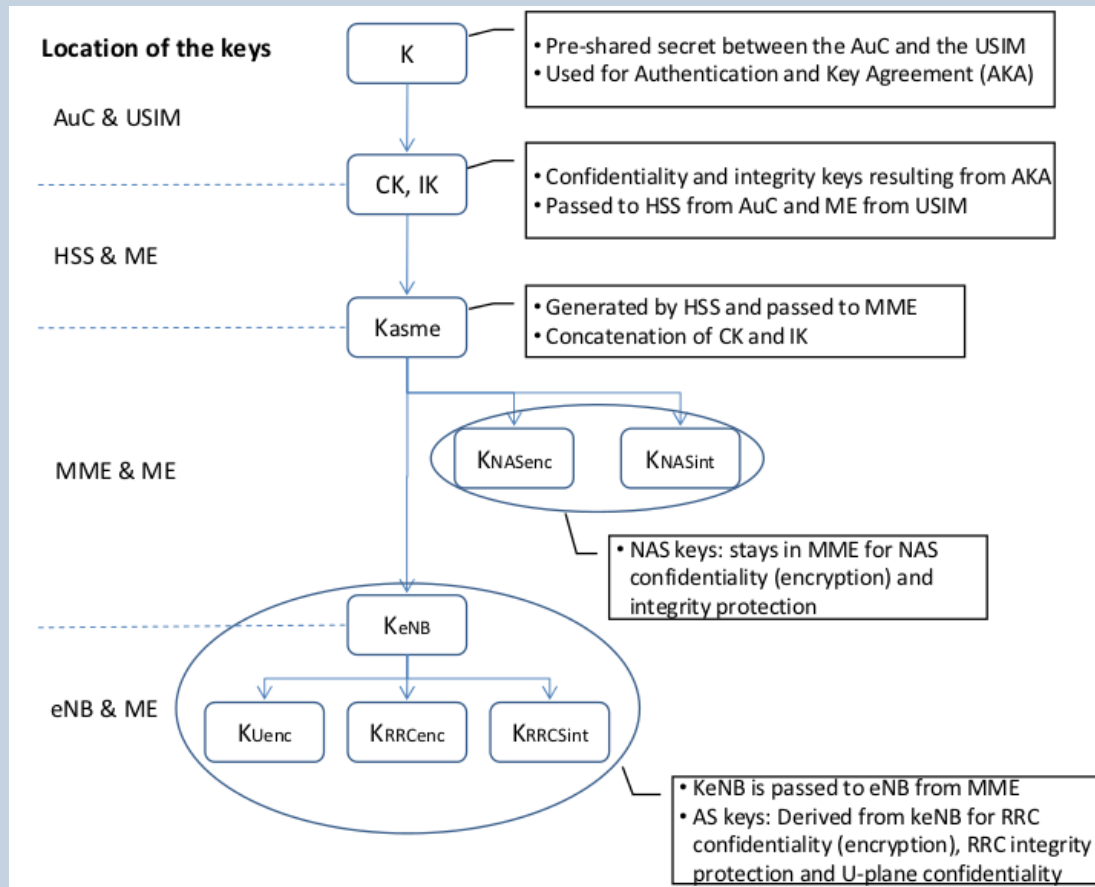 Location of the keys
K
• Pre-shared secret between the AuC and the USIM
• Used for Authentication and Key Agreement (AKA)
AuC & USIM
CK, IK
• Confidentiality and integrity keys resulting from AKA
• Passed to HSS from AuC and ME from USIM
HSS & ME
Kasme
• Generated by HSS and passed to MME
• Concatenation of CK and IK
KNASenc
KNASint
MME & ME
• NAS keys: stays in MME for NAS
confidentiality (encryption) and
integrity protection
KeNB
eNB & ME
KUenc
KRRCenc
KRRCSint
• KeNB is passed to eNB from MME
• AS keys: Derived from keNB for RRC
confidentiality (encryption), RRC integrity
protection and U-plane confidentiality